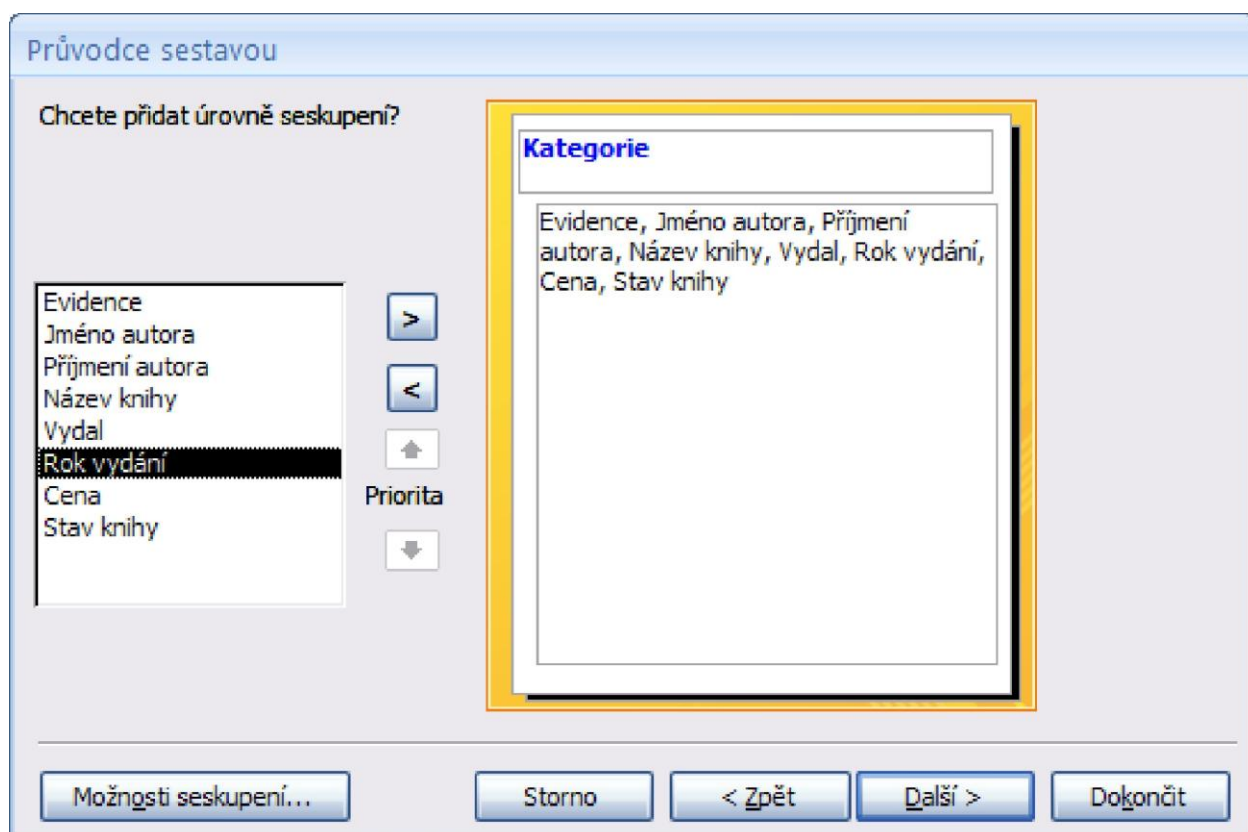 Průvodce sestavou
Chcete přidat úrovně seskupení?
Evidence
Jméno autora
Příjmení autora
Název knihy
Vydal
Rok vydání
Cena
Stav knihy
>
<
Priorita
Kategorie
Evidence, Jméno autora, Příjmení
autora, Název knihy, Vydal, Rok vydání,
Cena, Stav knihy
Možnosti seskupení...
Storno
< Zpět
Další >
Dokončit